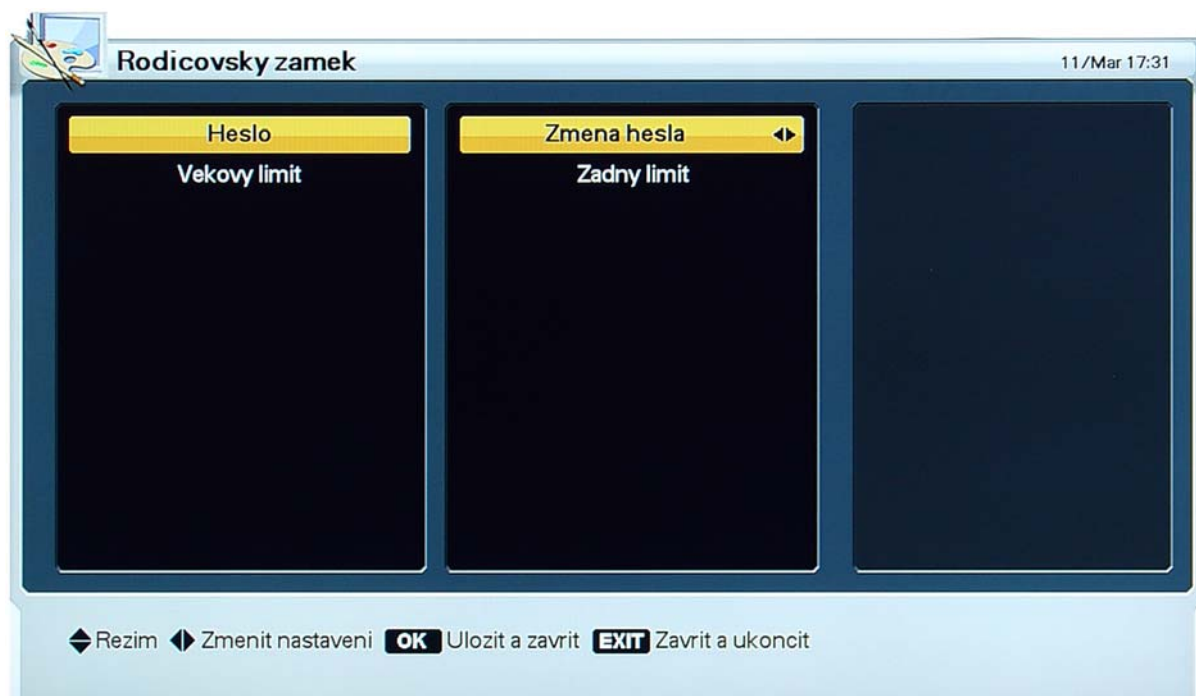 Rodicovsky zamek
11/Mar 17:31
Heslo
Zmena hesla
Vekovy limit
Zadny limit
Rezim Zmenit nastaveni OK Ulozit a zavrit EXIT Zavrit a ukoncit